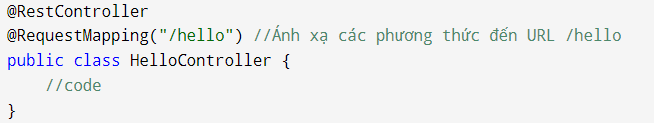 @RestController
@RequestMapping("/hello") //Ánh xạ các phương thức đến URL /hello
public class HelloController {
    //code
}